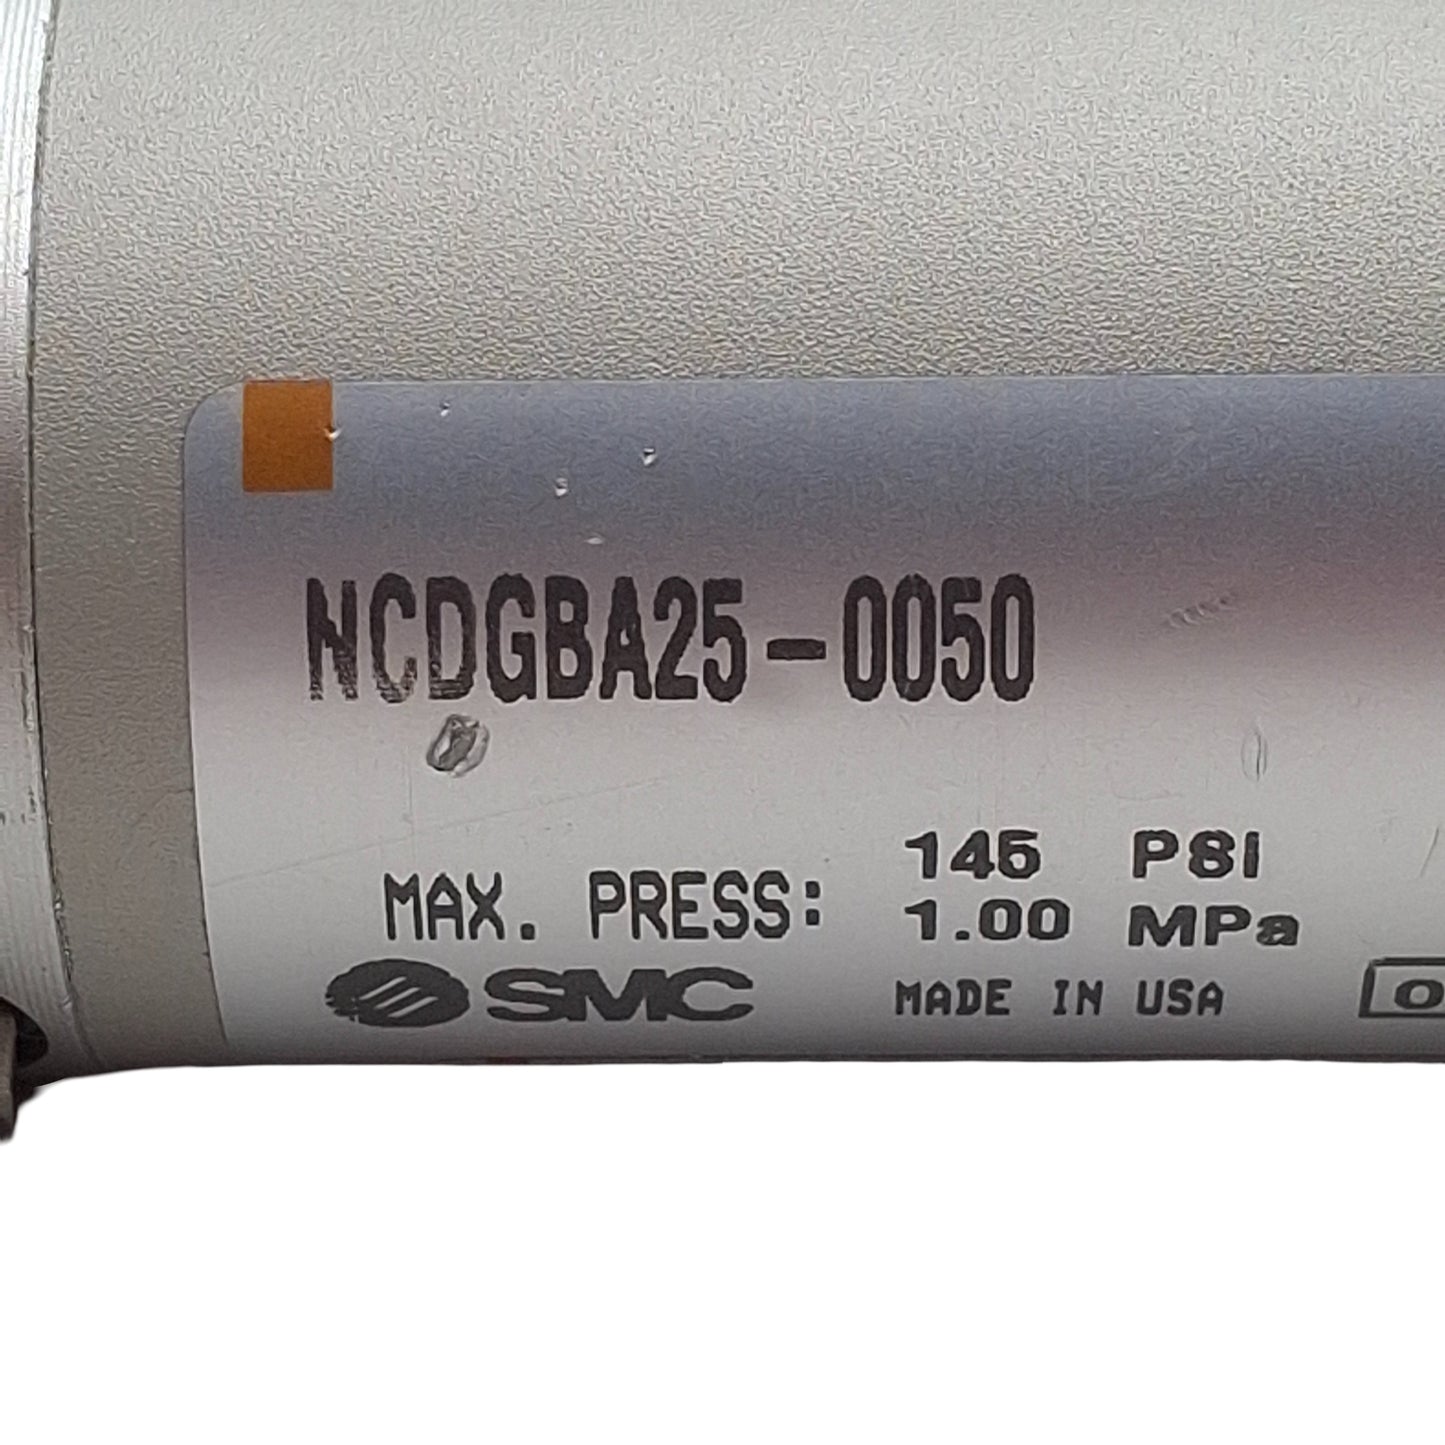 NCDGBA25-0050
MAX. PRESS: 145 PSI
1.00 MPa
SMC MADE IN USA